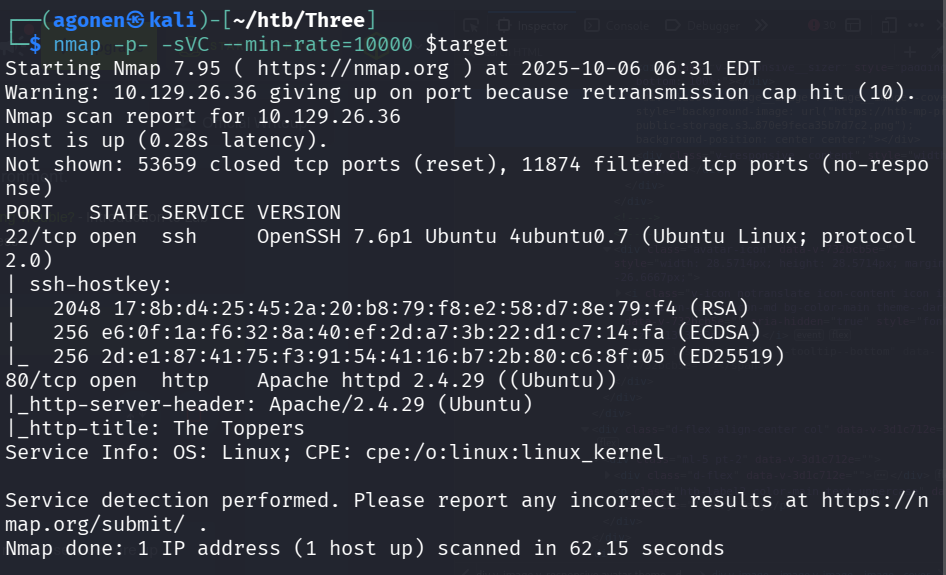 ┌──(agonen㉿kali)-[~/htb/Three]
└─$ nmap -p- -sVC --min-rate=10000 $target
Starting Nmap 7.95 ( https://nmap.org ) at 2025-10-06 06:31 EDT
Warning: 10.129.26.36 giving up on port because retransmission cap hit (10).
Nmap scan report for 10.129.26.36
Host is up (0.28s latency).
Not shown: 53659 closed tcp ports (reset), 11874 filtered tcp ports (no-respo
nse)
PORT   STATE SERVICE VERSION
22/tcp open  ssh     OpenSSH 7.6p1 Ubuntu 4ubuntu0.7 (Ubuntu Linux; protocol
2.0)
| ssh-hostkey:
|   2048 17:8b:d4:25:45:2a:20:b8:79:f8:e2:58:d7:8e:79:f4 (RSA)
|   256 e6:0f:1a:f6:32:8a:40:ef:2d:a7:3b:22:d1:c7:14:fa (ECDSA)
|_  256 2d:e1:87:41:75:f3:91:54:41:16:b7:2b:80:c6:8f:05 (ED25519)
80/tcp open  http    Apache httpd 2.4.29 ((Ubuntu))
|_http-server-header: Apache/2.4.29 (Ubuntu)
|_http-title: The Toppers
Service Info: OS: Linux; CPE: cpe:/o:linux:linux_kernel

Service detection performed. Please report any incorrect results at https://n
map.org/submit/ .
Nmap done: 1 IP address (1 host up) scanned in 62.15 seconds
Inspector Console Debugger